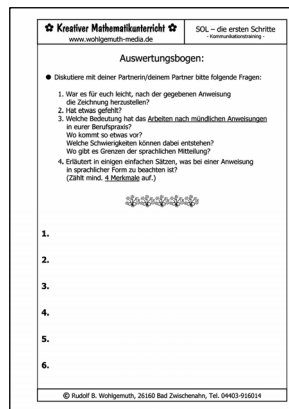 ✿ Kreativer Mathematikunterricht ✿
www.wohlgemuth-media.de
SOL – die ersten Schritte
- Kommunikationstraining -
Auswertungsbogen:
● Diskutiere mit deiner Partnerin/deinem Partner bitte folgende Fragen:
1. War es für euch leicht, nach der gegebenen Anweisung
die Zeichnung herzustellen?
2. Hat etwas gefehlt?
3. Welche Bedeutung hat das Arbeiten nach mündlichen Anweisungen
in eurer Berufspraxis?
Wo kommt so etwas vor?
Welche Schwierigkeiten können dabei entstehen?
Wo gibt es Grenzen der sprachlichen Mitteilung?
4. Erläutert in einigen einfachen Sätzen, was bei einer Anweisung
in sprachlicher Form zu beachten ist?
(Zählt mind. 4 Merkmale auf.)
1.
2.
3.
4.
5.
6.
© Rudolf B. Wohlgemuth, 26160 Bad Zwischenahn, Tel. 04403-916014